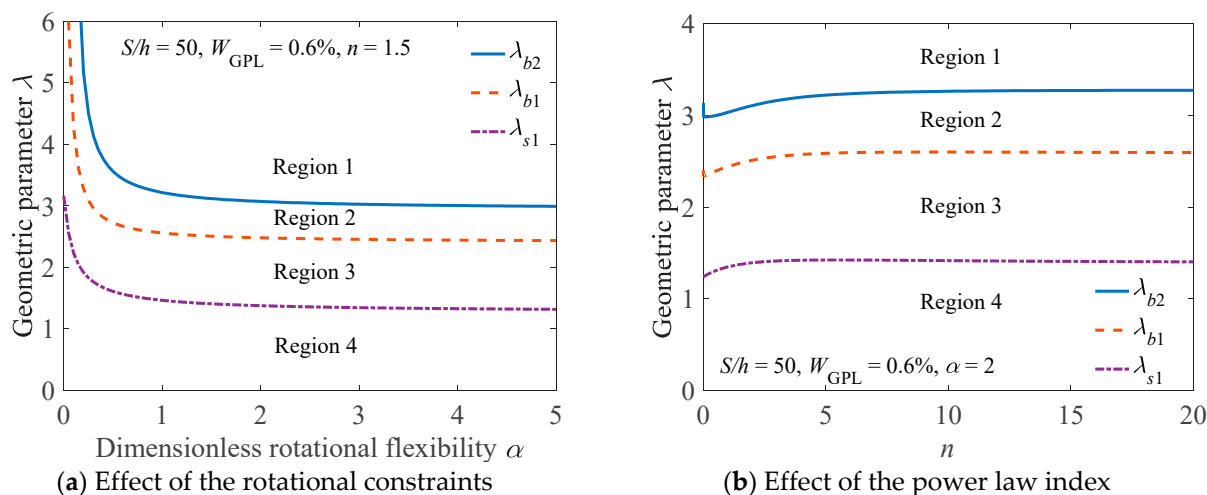 S/h = 50, W_GPL = 0.6%, n = 1.5
λ_b2
λ_b1
λ_s1
Region 1
Region 2
Region 3
Region 4
Geometric parameter λ
6
5
4
3
2
1
0
0 1 2 3 4 5
Dimensionless rotational flexibility α
(a) Effect of the rotational constraints
Region 1
Region 2
Region 3
Region 4
λ_b2
λ_b1
λ_s1
S/h = 50, W_GPL = 0.6%, α = 2
Geometric parameter λ
4
3
2
1
0
0 5 10 15 20
n
(b) Effect of the power law index